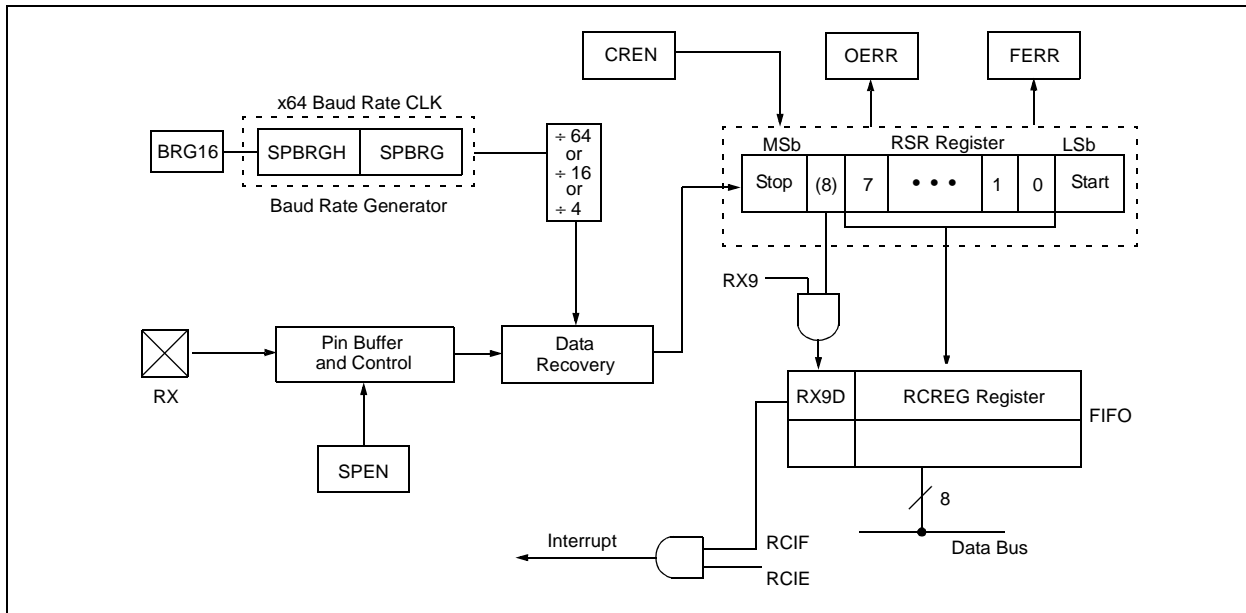 CREN
OERR
FERR
x64 Baud Rate CLK
BRG16
SPBRGH
SPBRG
Baud Rate Generator
÷ 64
or
÷ 16
or
÷ 4
MSb
RSR Register
LSb
Stop
(8)
7
• • •
1
0
Start
RX9
Pin Buffer
and Control
Data
Recovery
RX
SPEN
RX9D
RCREG Register
FIFO
8
Data Bus
Interrupt
RCIF
RCIE